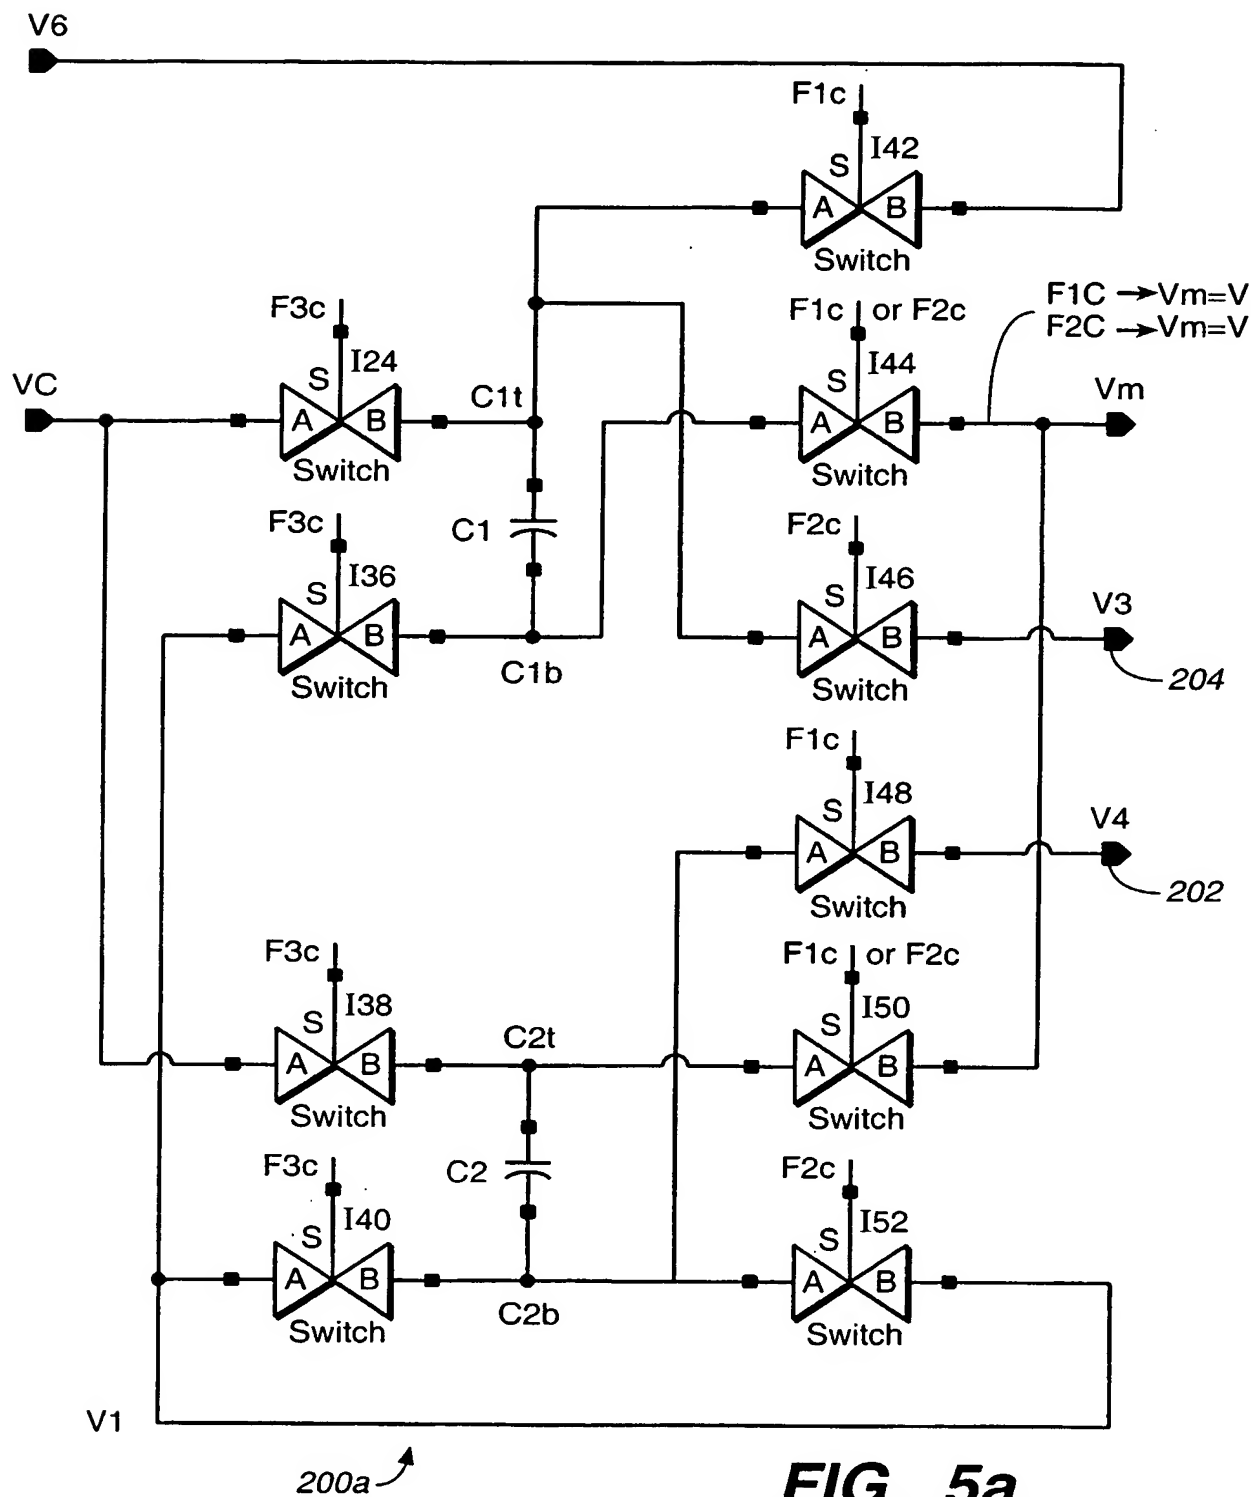 V6
F1c
S I42
A B
Switch
F1C →Vm=V
F2C →Vm=V
F3c
S I24
A B
Switch
VC
C1t
F1c or F2c
S I44
A B
Switch
Vm
C1
F3c
S I36
A B
Switch
C1b
F2c
S I46
A B
Switch
V3
204
F1c
S I48
A B
Switch
V4
202
F3c
S I38
A B
Switch
C2t
F1c or F2c
S I50
A B
Switch
C2
F3c
S I40
A B
Switch
C2b
F2c
S I52
A B
Switch
V1
200a
FIG._5a